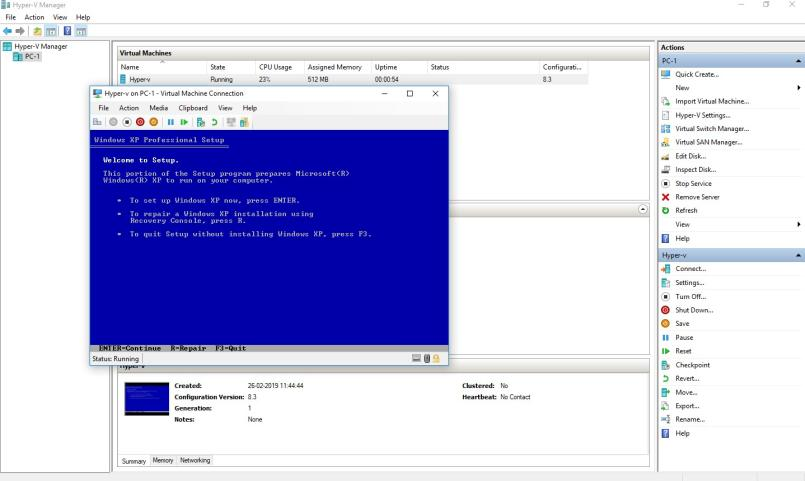 Hyper-V Manager
File Action View Help
Hyper-V Manager
PC-1
Virtual Machines
Name State CPU Usage Assigned Memory Uptime Status Configurati...
Hyper-v Running 23% 512 MB 00:00:54 8.3
Hyper-v on PC-1 - Virtual Machine Connection
File Action Media Clipboard View Help
Windows XP Professional Setup
Welcome to Setup.
This portion of the Setup program prepares Microsoft(R)
Windows(R) XP to run on your computer.
• To set up Windows XP now, press ENTER.
• To repair a Windows XP installation using
Recovery Console, press R.
• To quit Setup without installing Windows XP, press F3.
ENTER=Continue R=Repair F3=Quit
Status: Running
Hyper-v
Created: 26-02-2019 11:44:44 Clustered: No
Configuration Version: 8.3 Heartbeat: No Contact
Generation: 1
Notes: None
Summary Memory Networking
Actions
PC-1
Quick Create...
New
Import Virtual Machine...
Hyper-V Settings...
Virtual Switch Manager...
Virtual SAN Manager...
Edit Disk...
Inspect Disk...
Stop Service
Remove Server
Refresh
View
Help
Hyper-v
Connect...
Settings...
Turn Off...
Shut Down...
Save
Pause
Reset
Checkpoint
Revert...
Move...
Export...
Rename...
Help